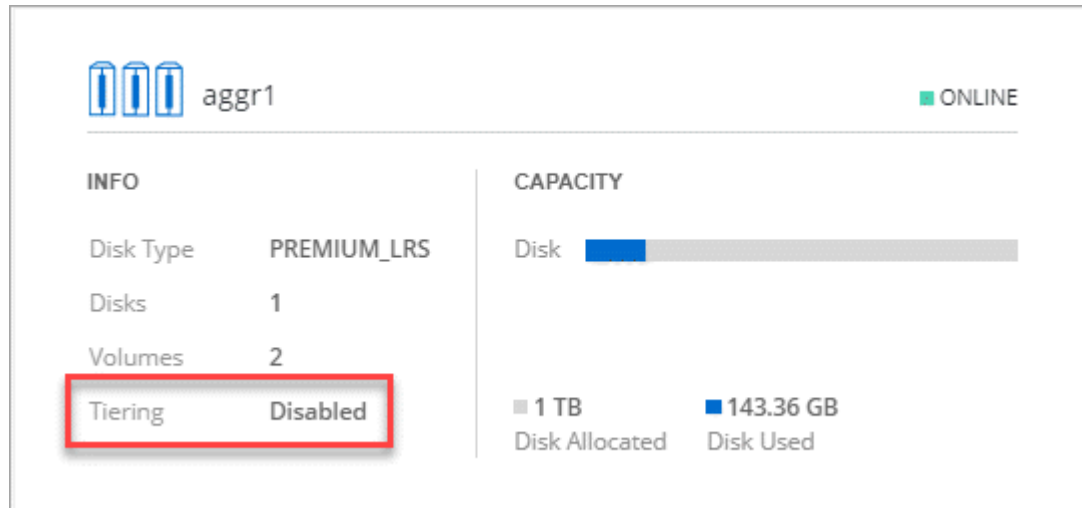 aggr1
ONLINE
INFO
Disk Type PREMIUM_LRS
Disks 1
Volumes 2
Tiering Disabled
CAPACITY
Disk
1 TB 143.36 GB
Disk Allocated Disk Used